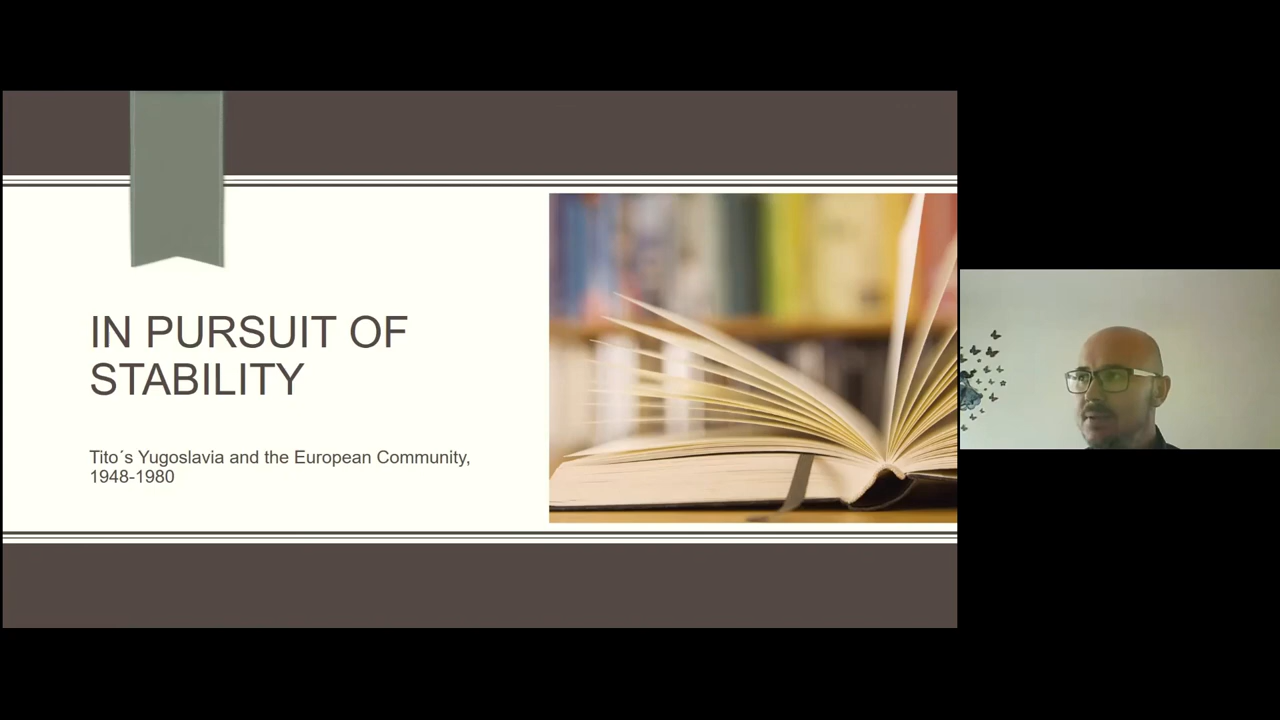 IN PURSUIT OF
STABILITY
Tito´s Yugoslavia and the European Community,
1948-1980